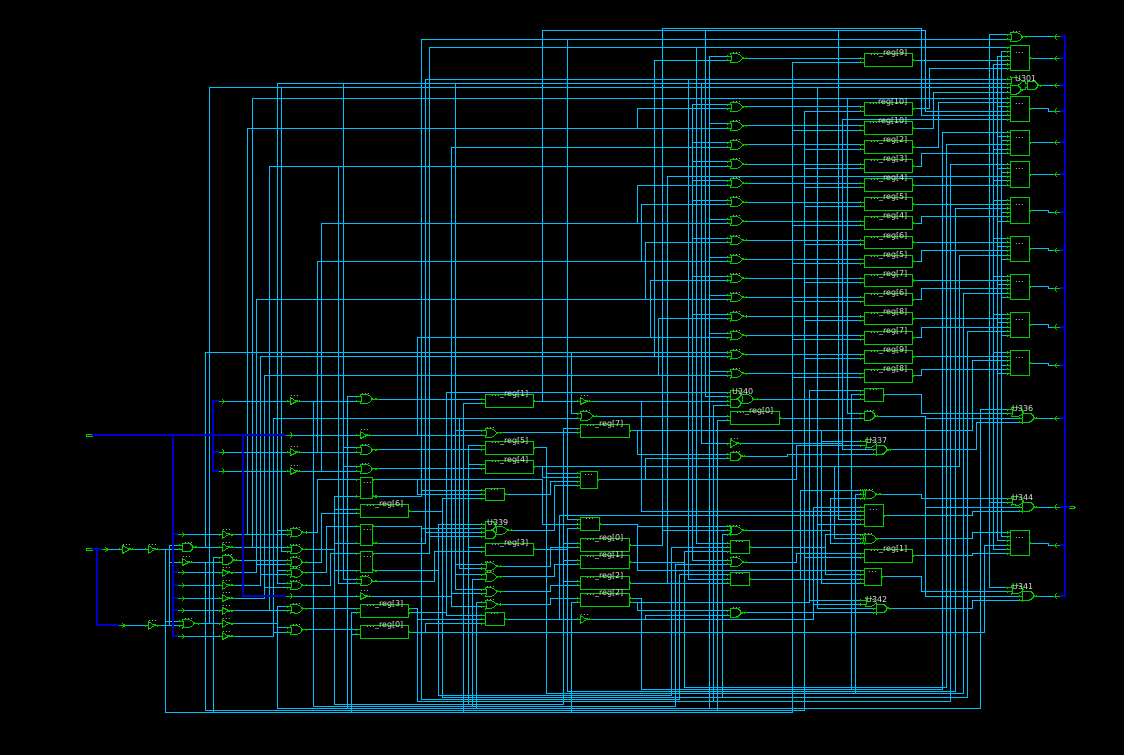 ..._reg[9]
U301
..._reg[10]
..._reg[10]
..._reg[2]
..._reg[3]
..._reg[4]
..._reg[5]
..._reg[4]
..._reg[6]
..._reg[5]
..._reg[7]
..._reg[6]
..._reg[8]
..._reg[7]
..._reg[9]
..._reg[8]
..._reg[1]
U340
..._reg[0]
U336
..._reg[7]
..._reg[5]
U337
..._reg[4]
..._reg[6]
U344
U339
..._reg[0]
..._reg[3]
..._reg[1]
..._reg[1]
..._reg[2]
U341
..._reg[2]
U342
..._reg[3]
..._reg[0]